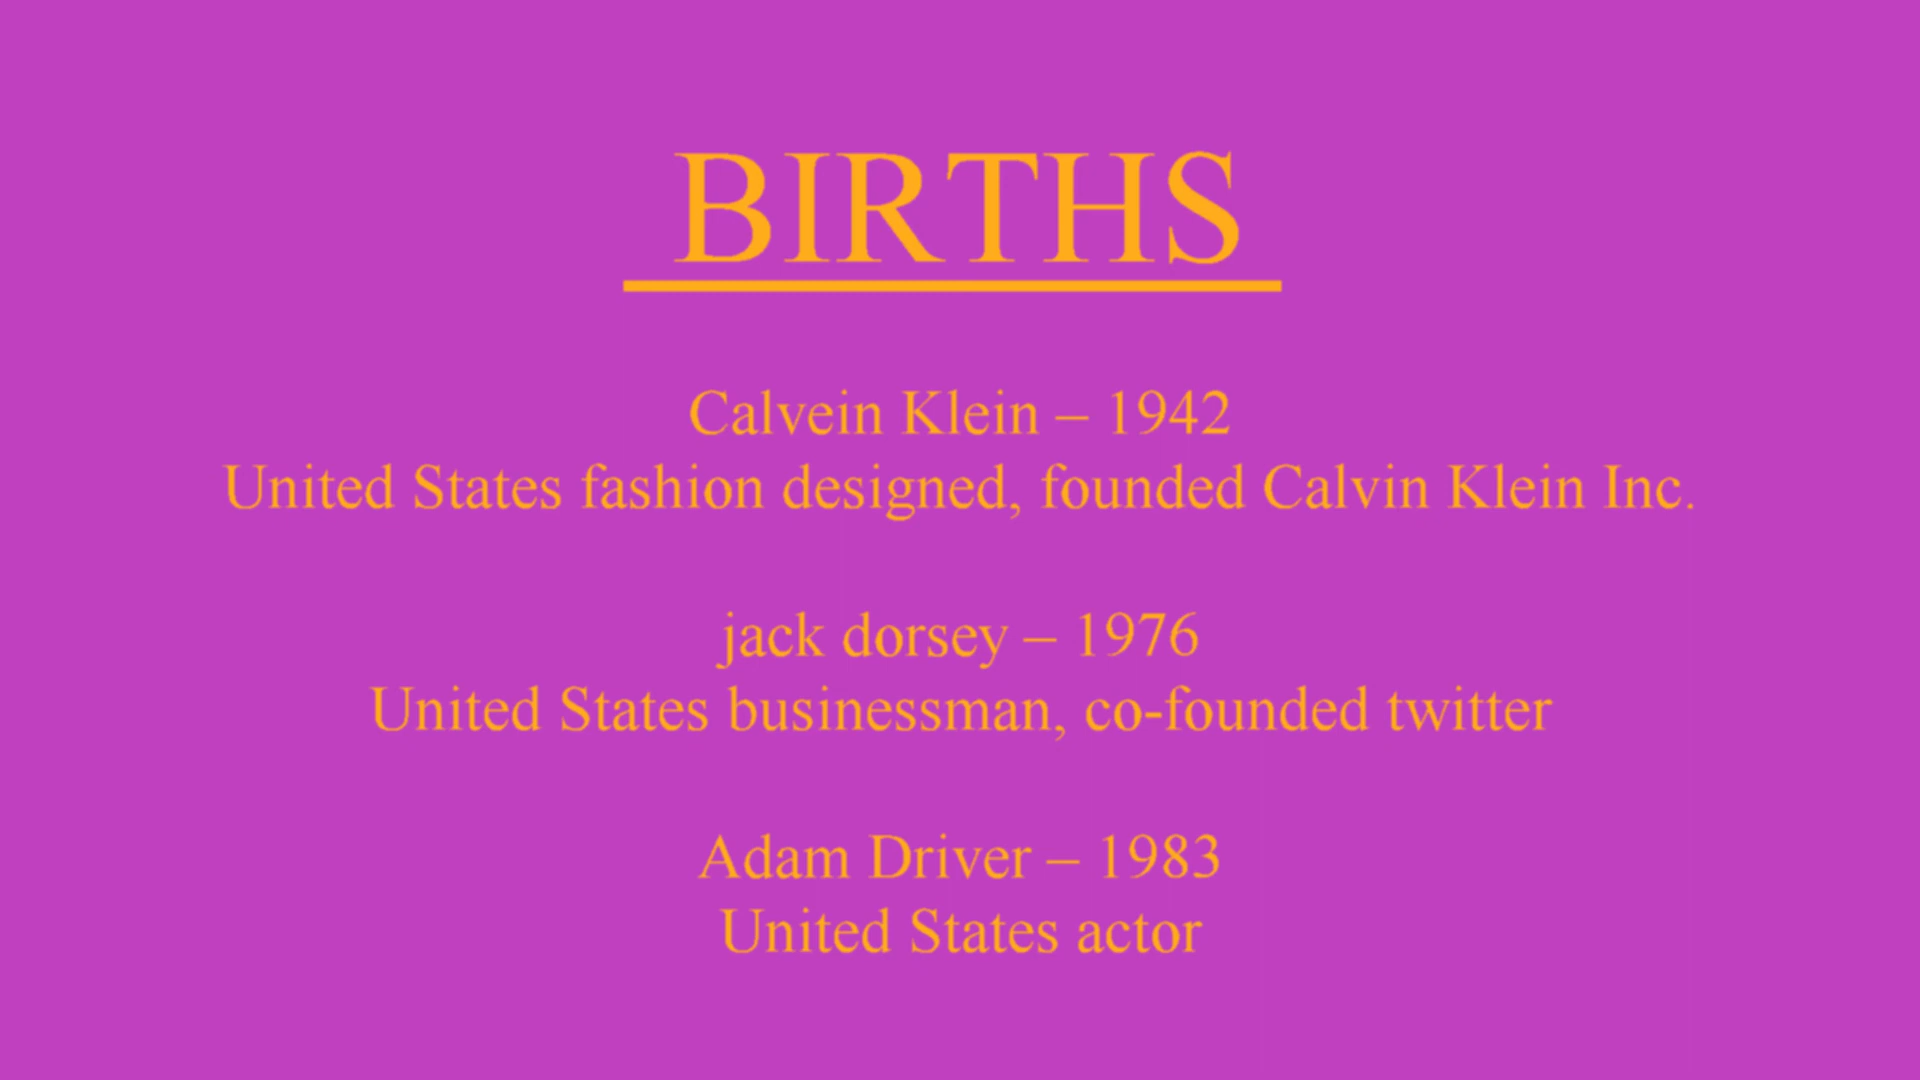 BIRTHS
Calvein Klein – 1942
United States fashion designed, founded Calvin Klein Inc.
jack dorsey – 1976
United States businessman, co-founded twitter
Adam Driver – 1983
United States actor